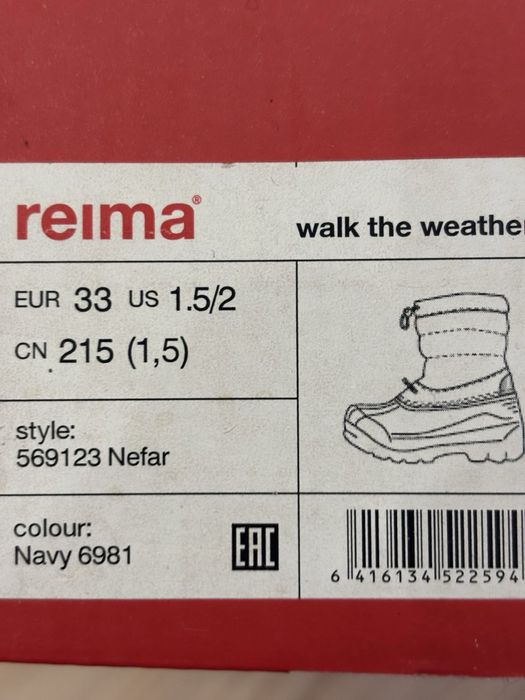 reima®
walk the weather
EUR 33 US 1.5/2
CN 215 (1,5)
style:
569123 Nefar
colour:
Navy 6981
EAC
6 416134 522594